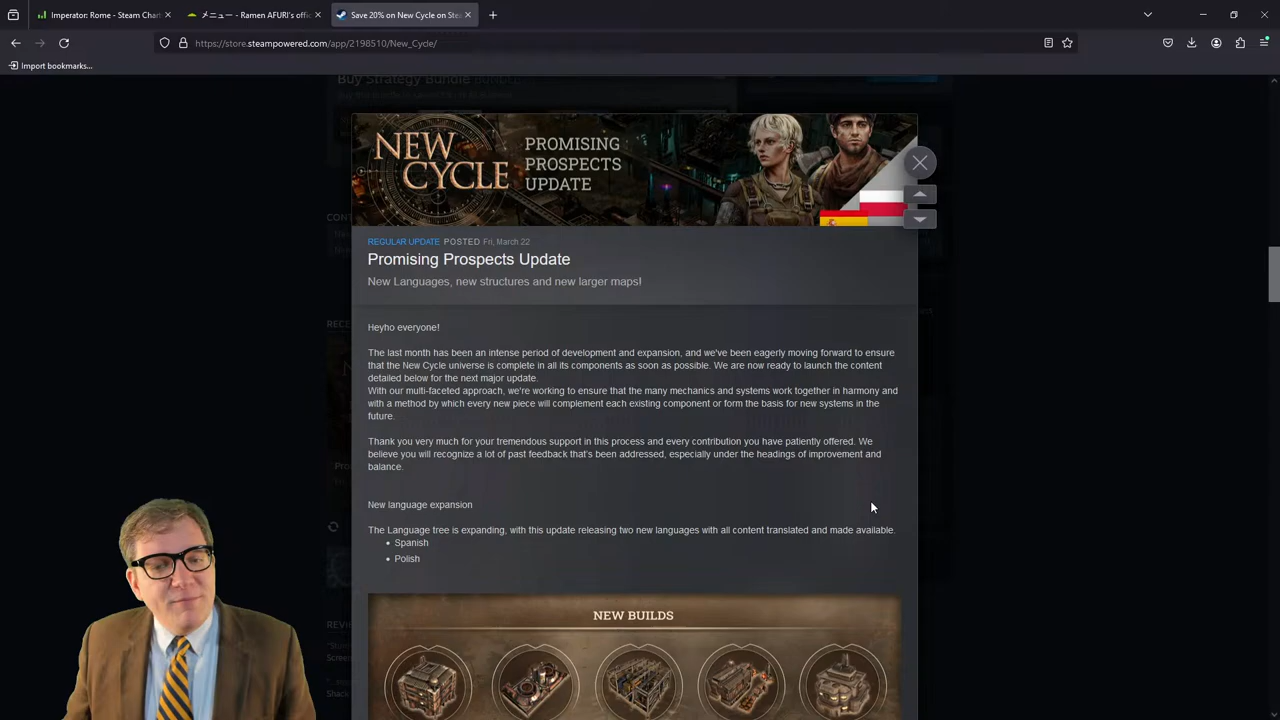 Imperator: Rome - Steam Char
メニュー - Ramen AFURI's offi
Save 20% on New Cycle on Stea
https://store.steampowered.com/app/2198510/New_Cycle/
Import bookmarks...
Buy Strategy Bundle BUNDLE
NEW CYCLE
PROMISING PROSPECTS UPDATE
REGULAR UPDATE POSTED Fri, March 22
Promising Prospects Update
New Languages, new structures and new larger maps!
Heyho everyone!
The last month has been an intense period of development and expansion, and we've been eagerly moving forward to ensure
that the New Cycle universe is complete in all its components as soon as possible. We are now ready to launch the content
detailed below for the next major update.
With our multi-faceted approach, we're working to ensure that the many mechanics and systems work together in harmony and
with a method by which every new piece will complement each existing component or form the basis for new systems in the
future.
Thank you very much for your tremendous support in this process and every contribution you have patiently offered. We
believe you will recognize a lot of past feedback that's been addressed, especially under the headings of improvement and
balance.
New language expansion
The Language tree is expanding, with this update releasing two new languages with all content translated and made available.
Spanish
Polish
NEW BUILDS